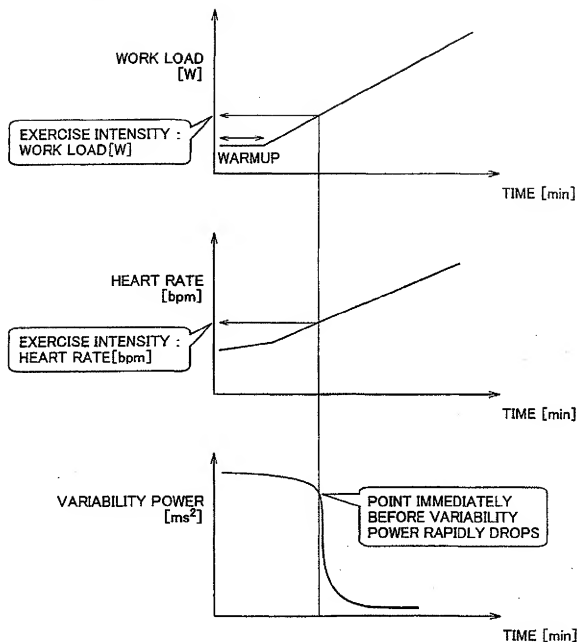 WORK LOAD
[W]
EXERCISE INTENSITY :
WORK LOAD[W]
WARMUP
TIME [min]
HEART RATE
[bpm]
EXERCISE INTENSITY :
HEART RATE[bpm]
TIME [min]
VARIABILITY POWER
[ms²]
POINT IMMEDIATELY
BEFORE VARIABILITY
POWER RAPIDLY DROPS
TIME [min]